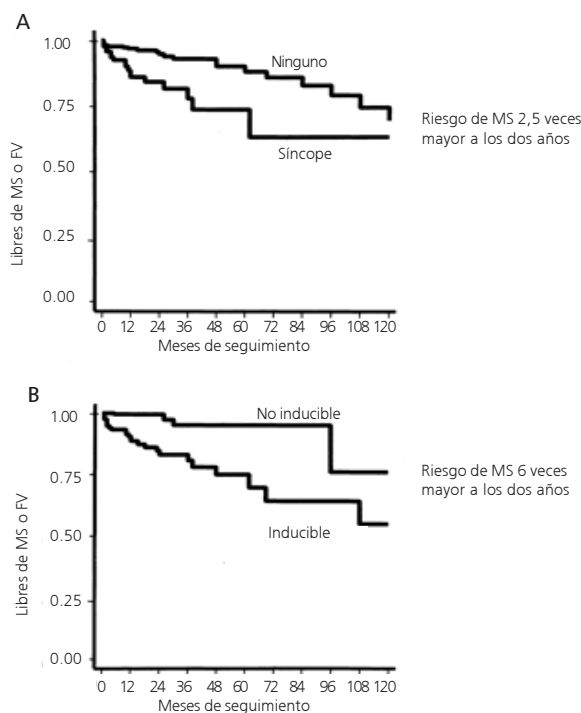 A
Libres de MS o FV
1.00
0.75
0.50
0.25
0.00
Ninguno
Síncope
Riesgo de MS 2,5 veces
mayor a los dos años
0 12 24 36 48 60 72 84 96 108 120
Meses de seguimiento
B
Libres de MS o FV
1.00
0.75
0.50
0.25
0.00
No inducible
Inducible
Riesgo de MS 6 veces
mayor a los dos años
0 12 24 36 48 60 72 84 96 108 120
Meses de seguimiento